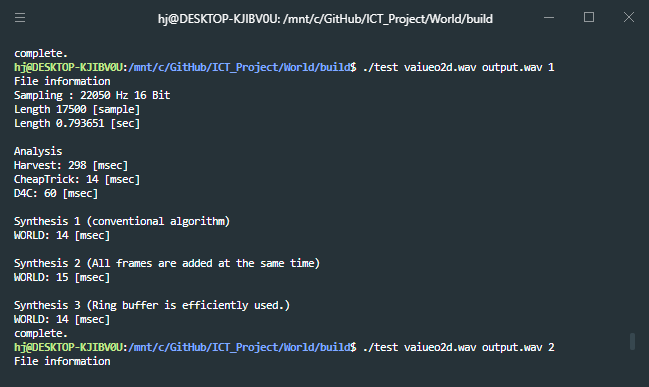 hj@DESKTOP-KJIBV0U: /mnt/c/GitHub/ICT_Project/World/build
complete.
hj@DESKTOP-KJIBV0U:/mnt/c/GitHub/ICT_Project/World/build$ ./test vaiueo2d.wav output.wav 1
File information
Sampling : 22050 Hz 16 Bit
Length 17500 [sample]
Length 0.793651 [sec]
Analysis
Harvest: 298 [msec]
CheapTrick: 14 [msec]
D4C: 60 [msec]
Synthesis 1 (conventional algorithm)
WORLD: 14 [msec]
Synthesis 2 (All frames are added at the same time)
WORLD: 15 [msec]
Synthesis 3 (Ring buffer is efficiently used.)
WORLD: 14 [msec]
complete.
hj@DESKTOP-KJIBV0U:/mnt/c/GitHub/ICT_Project/World/build$ ./test vaiueo2d.wav output.wav 2
File information